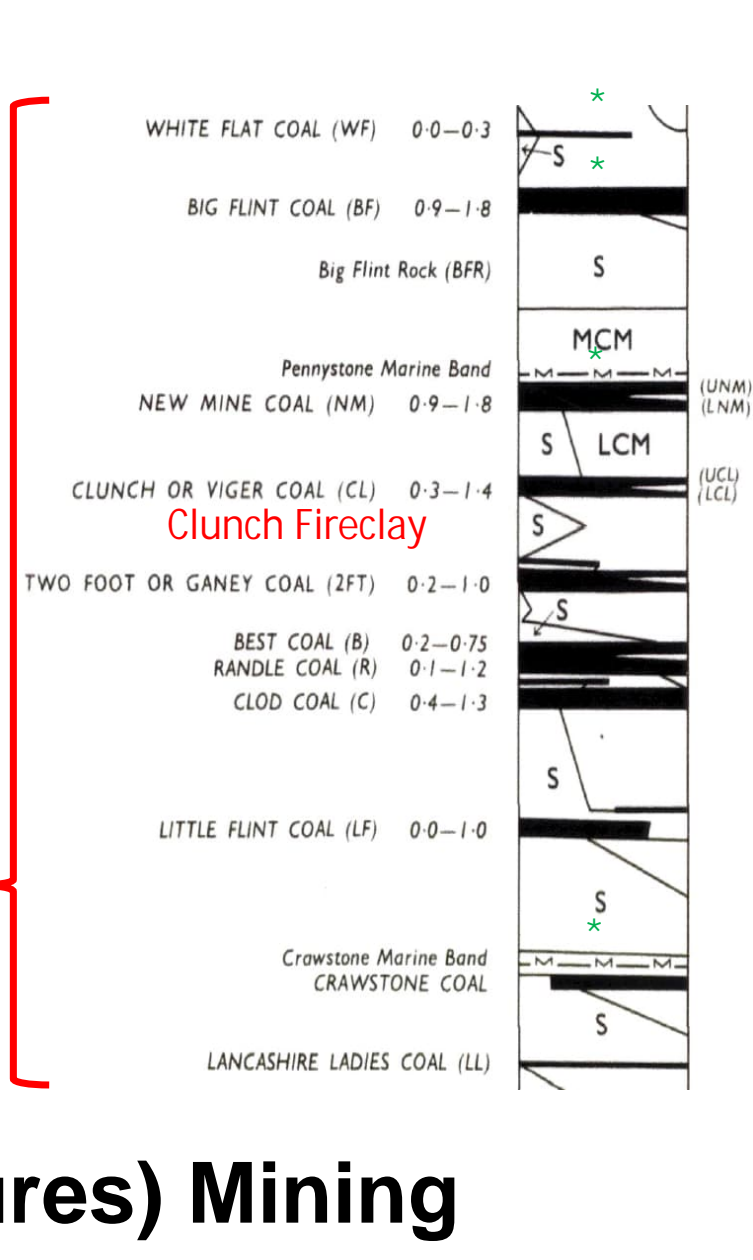 *
WHITE FLAT COAL (WF) 0·0—0·3
S
*
BIG FLINT COAL (BF) 0·9—1·8
Big Flint Rock (BFR) S
MCM
*
Pennystone Marine Band M M M
(UNM)
NEW MINE COAL (NM) 0·9—1·8 (LNM)
S LCM
(UCL)
CLUNCH OR VIGER COAL (CL) 0·3—1·4 (LCL)
Clunch Fireclay S
TWO FOOT OR GANEY COAL (2FT) 0·2—1·0
S
BEST COAL (B) 0·2—0·75
RANDLE COAL (R) 0·1—1·2
CLOD COAL (C) 0·4—1·3
S
LITTLE FLINT COAL (LF) 0·0—1·0
S
*
Crawstone Marine Band M M M
CRAWSTONE COAL
S
LANCASHIRE LADIES COAL (LL)
ures) Mining